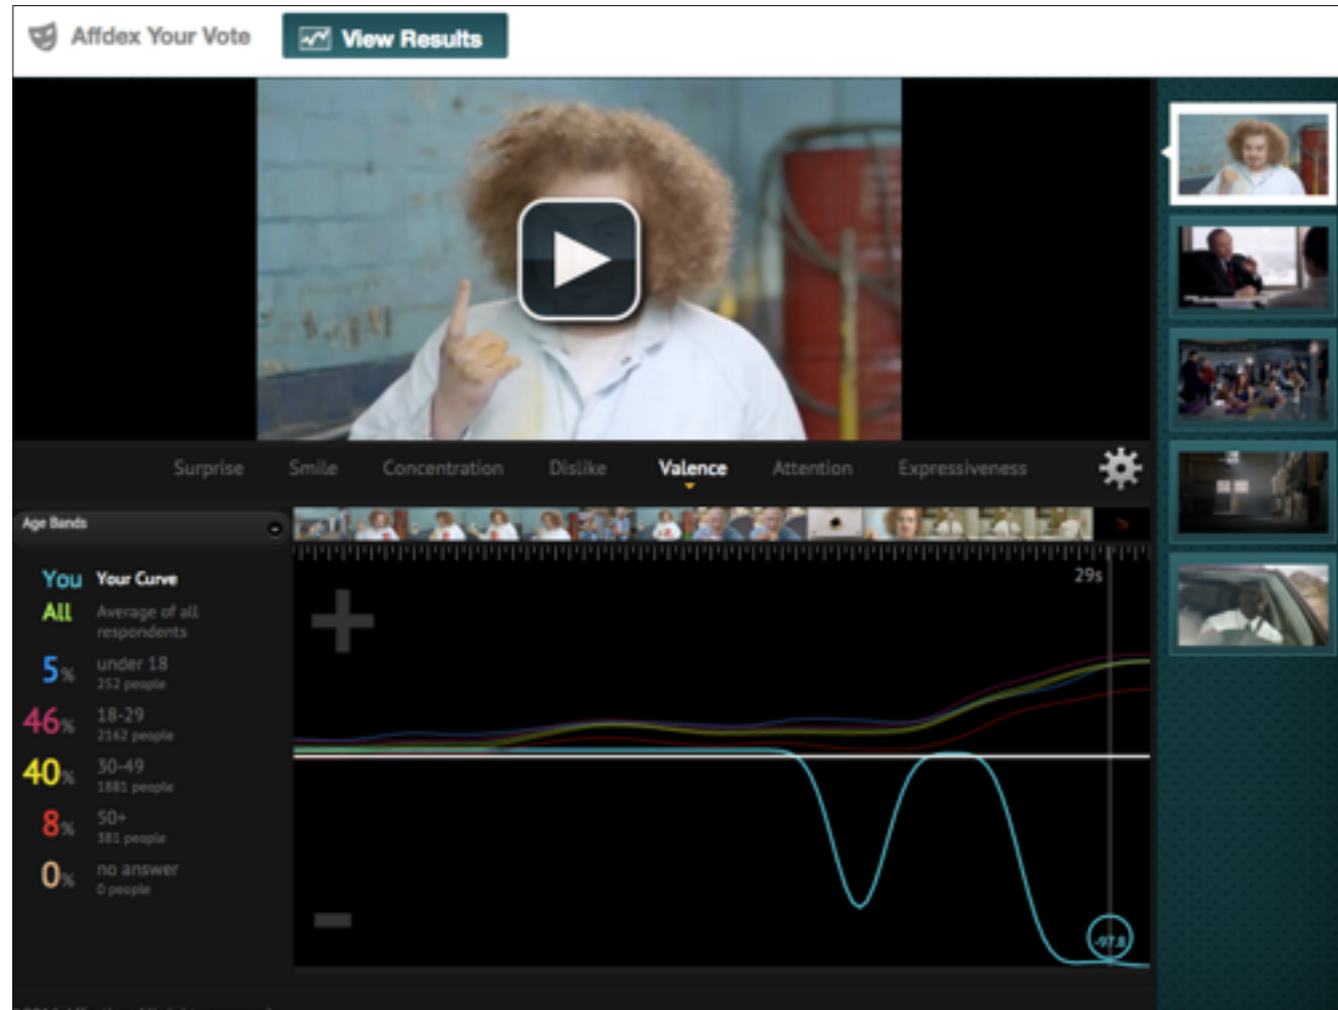 Affdex Your Vote
View Results
Surprise Smile Concentration Dislike Valence Attention Expressiveness
Age Bands
29s
You Your Curve
All Average of all
respondents
5% under 18
252 people
46% 18-29
2162 people
40% 30-49
1881 people
8% 50+
381 people
0% no answer
0 people
-97.8